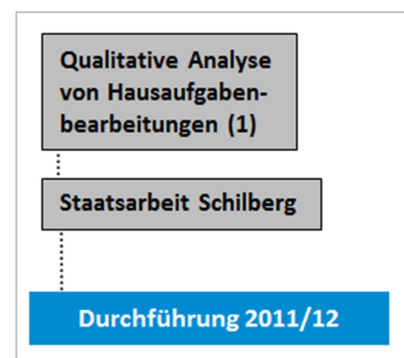 Qualitative Analyse
von Hausaufgaben-
bearbeitungen (1)
Staatsarbeit Schilberg
Durchführung 2011/12